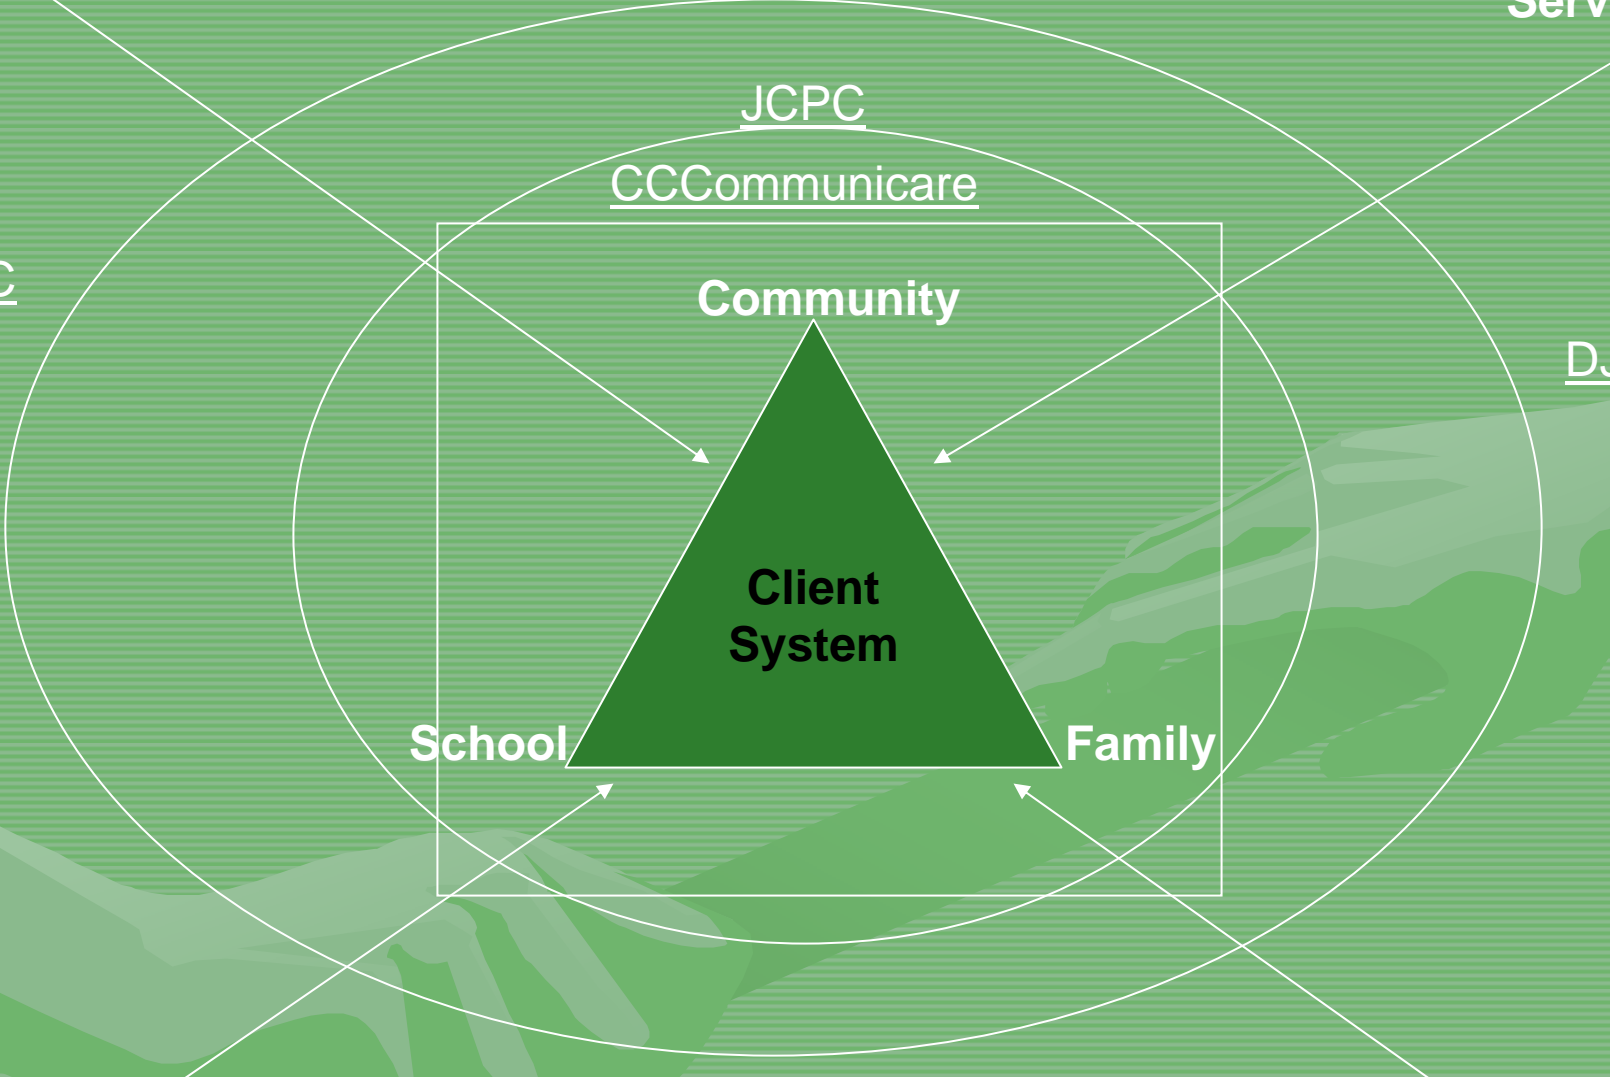 JCPC
CCCommunicare
Community
Client
System
School
Family